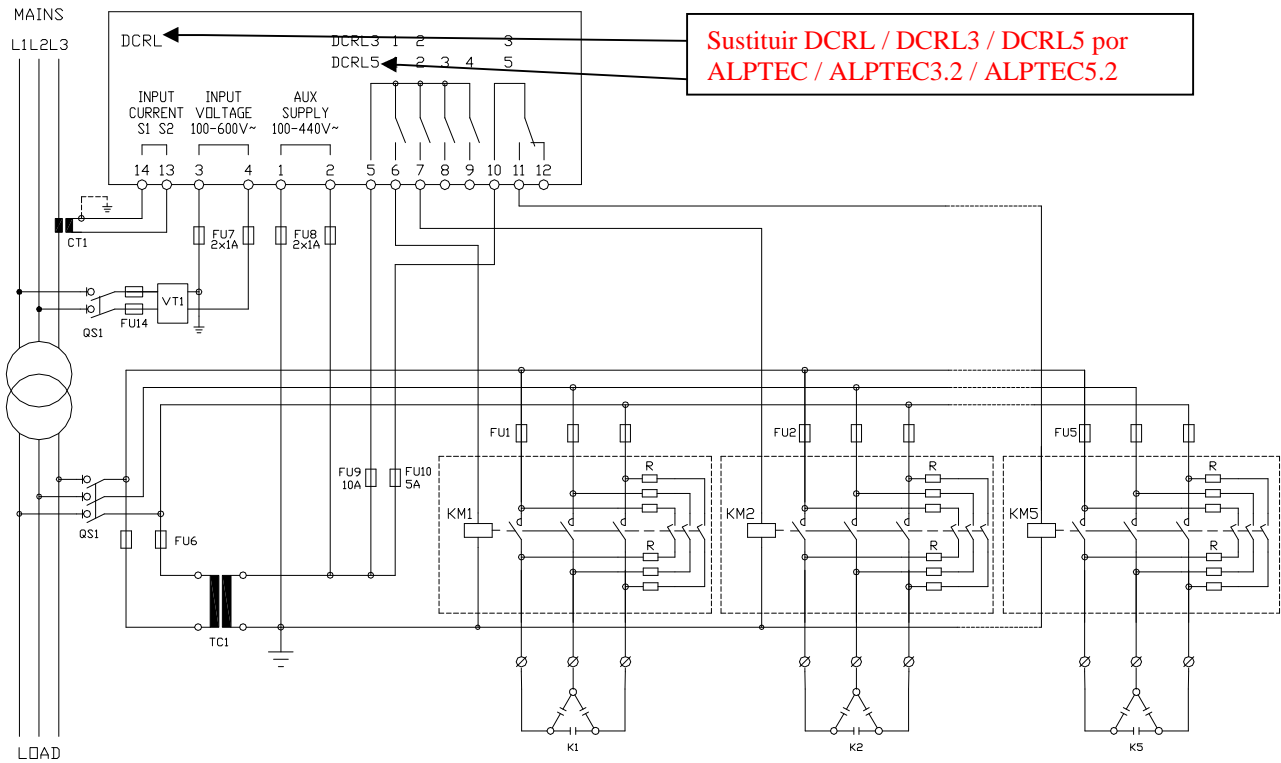 MAINS
L1L2L3
DCRL
DCRL3 1 2 3
DCRL5 2 3 4 5
Sustituir DCRL / DCRL3 / DCRL5 por
ALPTEC / ALPTEC3.2 / ALPTEC5.2
INPUT
CURRENT
S1 S2
INPUT
VOLTAGE
100-600V~
AUX
SUPPLY
100-440V~
14 13 3 4 1 2 5 6 7 8 9 10 11 12
CT1
FU7
2x1A
FU8
2x1A
VT1
QS1
FU14
FU1
FU2
FU5
FU9
10A
FU10
5A
R
R
R
KM1
KM2
KM5
QS1
FU6
R
R
R
TC1
K1
K2
K5
LOAD